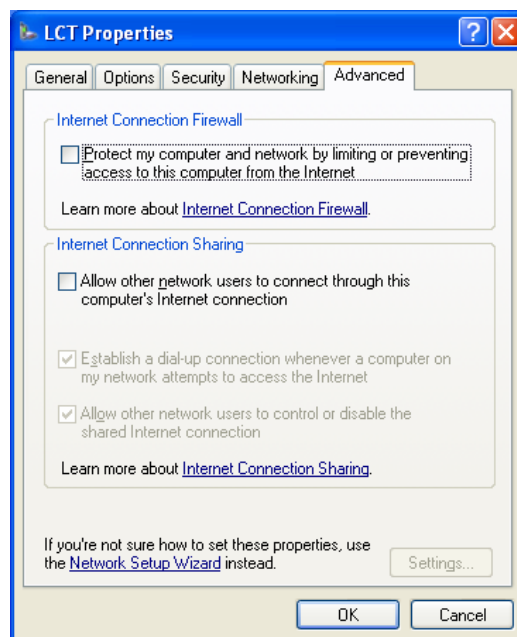 LCT Properties
General Options Security Networking Advanced
Internet Connection Firewall
Protect my computer and network by limiting or preventing
access to this computer from the Internet
Learn more about Internet Connection Firewall.
Internet Connection Sharing
Allow other network users to connect through this
computer's Internet connection
Establish a dial-up connection whenever a computer on
my network attempts to access the Internet
Allow other network users to control or disable the
shared Internet connection
Learn more about Internet Connection Sharing.
If you're not sure how to set these properties, use
the Network Setup Wizard instead.
Settings...
OK Cancel